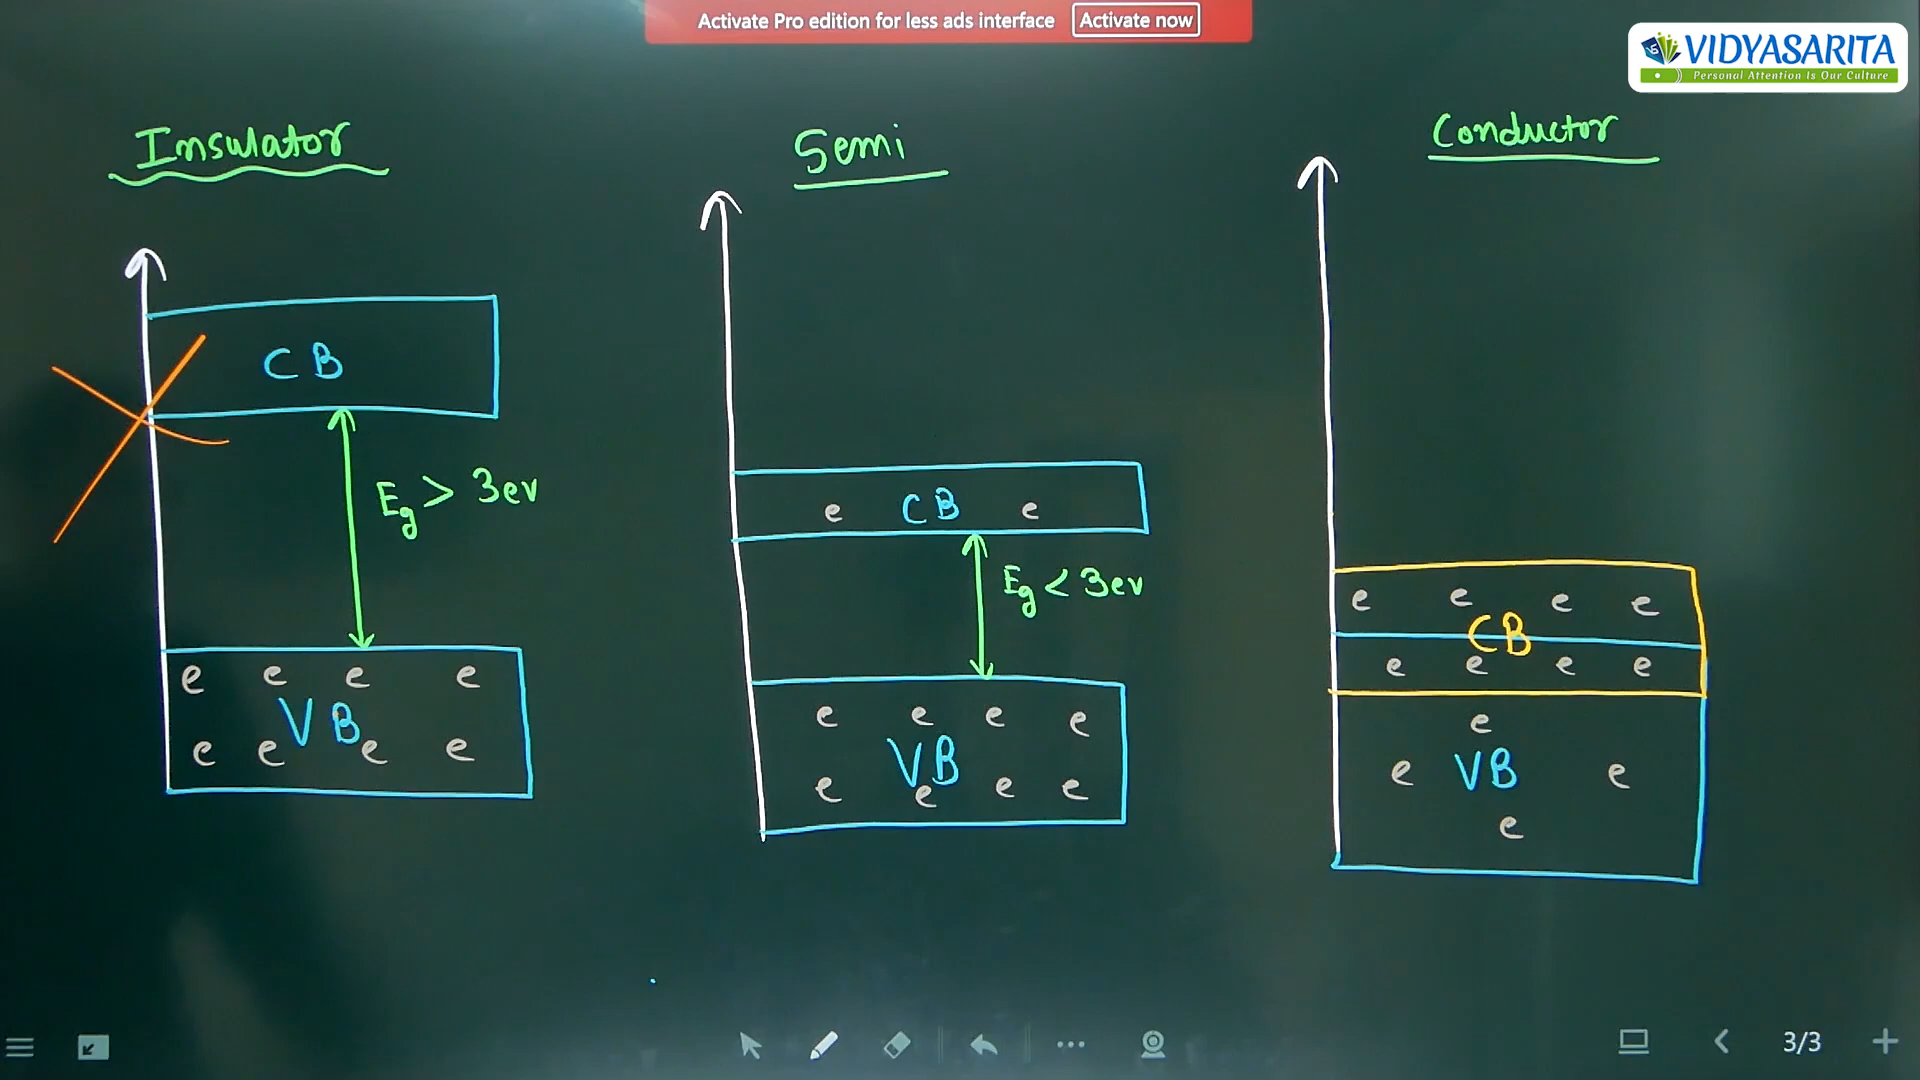 Activate Pro edition for less ads interface Activate now
VIDYASARITA
Personal Attention Is Our Culture
Insulator
Semi
Conductor
CB
Eg > 3ev
e e e e
VB
e e e e
e CB e
Eg < 3ev
e e e e
VB
e e e e
e e e e
CB
e e e e
e
e VB e
e
3/3